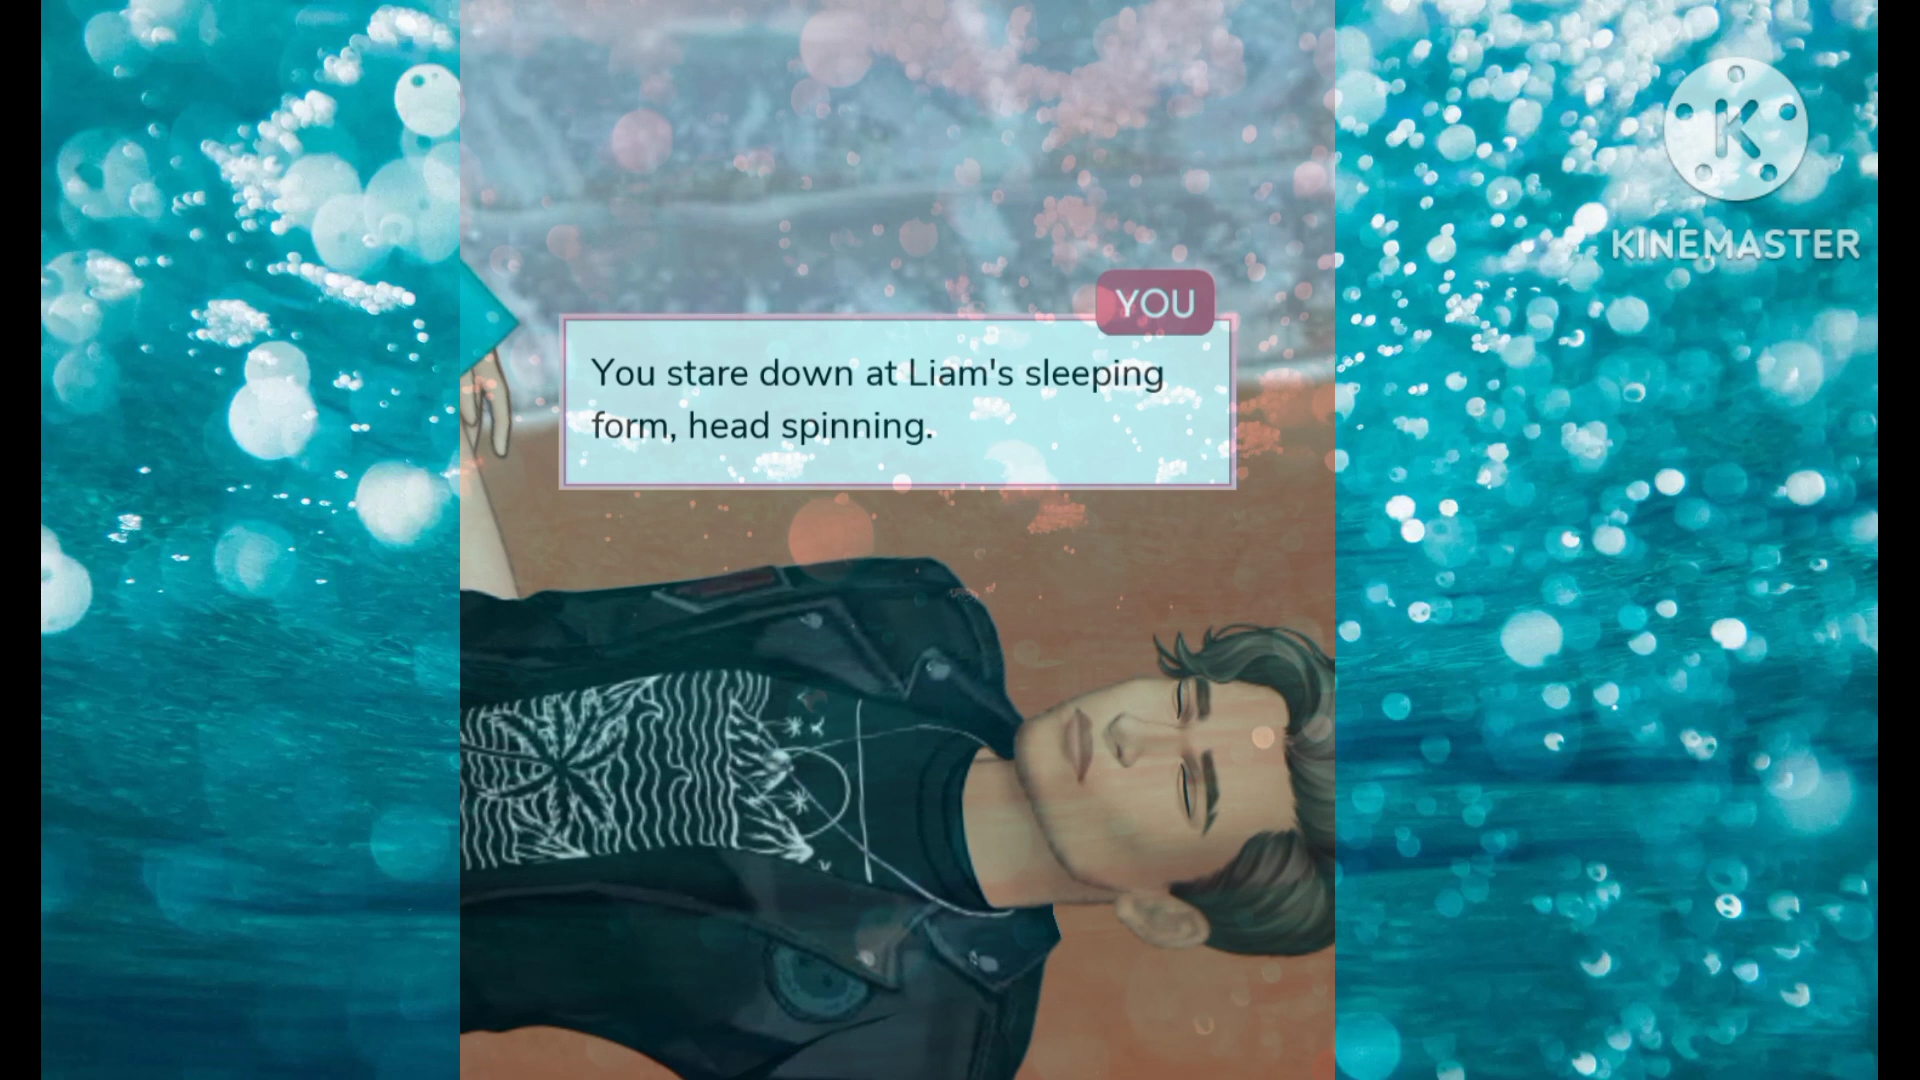 KINEMASTER
YOU
You stare down at Liam's sleeping
form, head spinning.